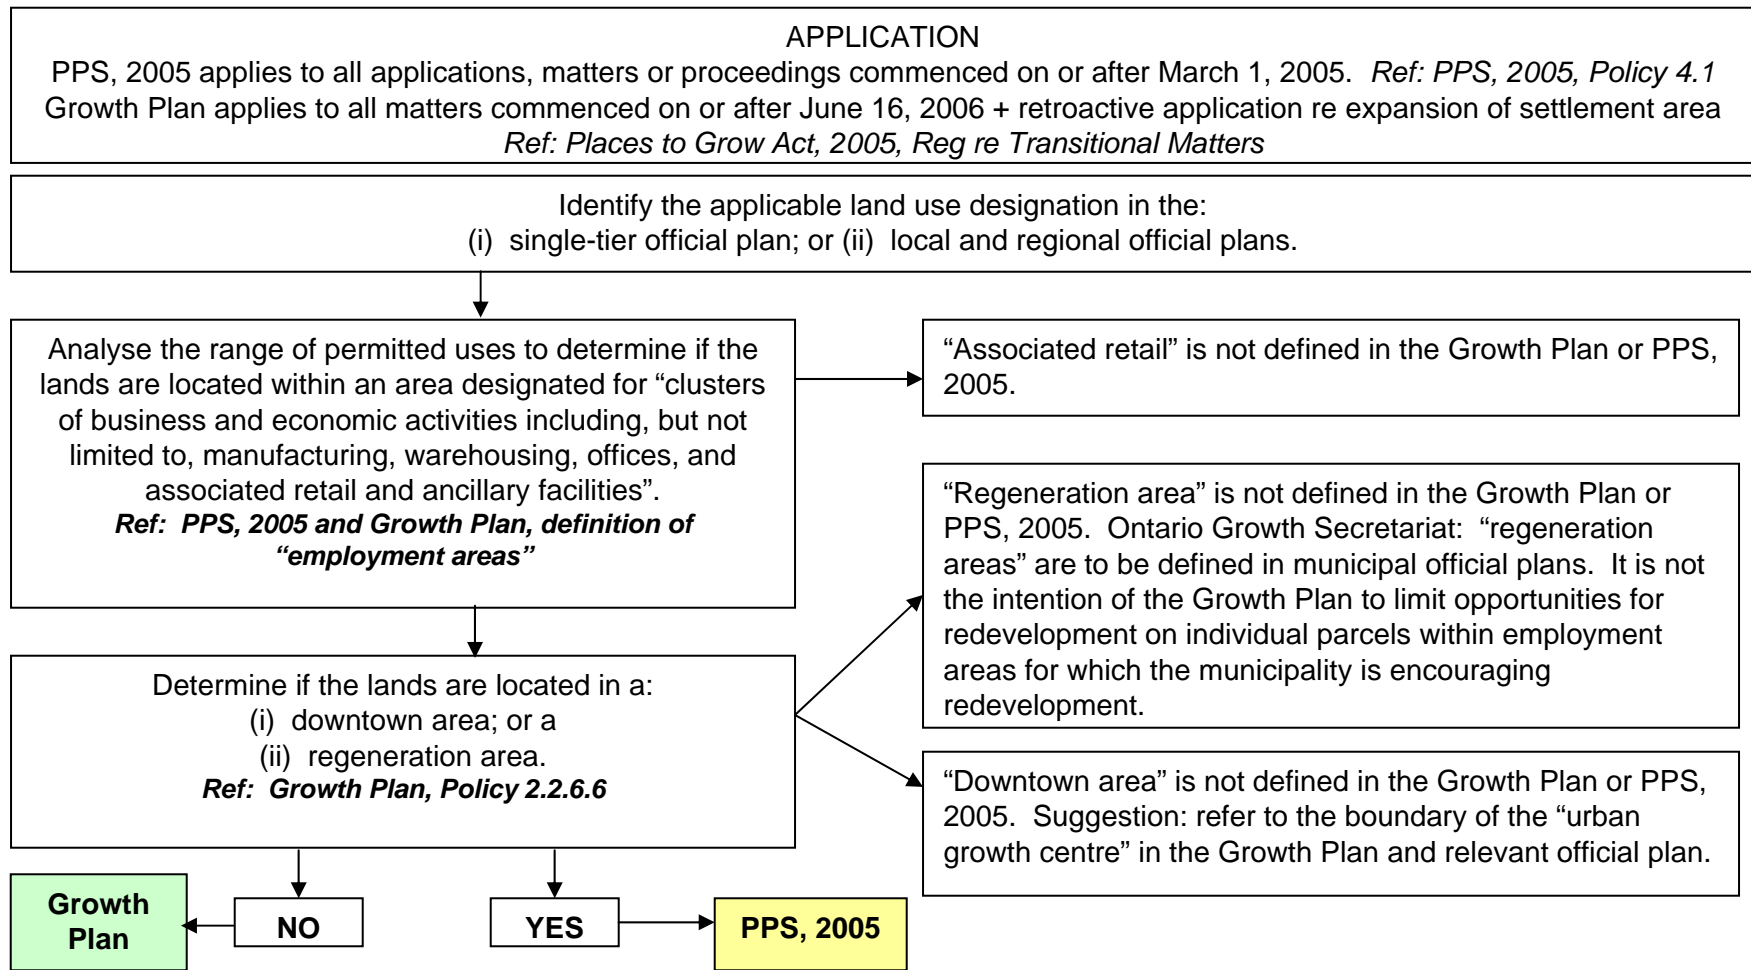 APPLICATION
PPS, 2005 applies to all applications, matters or proceedings commenced on or after March 1, 2005.  Ref: PPS, 2005, Policy 4.1
Growth Plan applies to all matters commenced on or after June 16, 2006 + retroactive application re expansion of settlement area
Ref: Places to Grow Act, 2005, Reg re Transitional Matters
Identify the applicable land use designation in the:
(i)  single-tier official plan; or (ii)  local and regional official plans.
Analyse the range of permitted uses to determine if the
lands are located within an area designated for “clusters
of business and economic activities including, but not
limited to, manufacturing, warehousing, offices, and
associated retail and ancillary facilities”.
Ref:  PPS, 2005 and Growth Plan, definition of
“employment areas”
“Associated retail” is not defined in the Growth Plan or PPS,
2005.
“Regeneration area” is not defined in the Growth Plan or
PPS, 2005.  Ontario Growth Secretariat:  “regeneration
areas” are to be defined in municipal official plans.  It is not
the intention of the Growth Plan to limit opportunities for
redevelopment on individual parcels within employment
areas for which the municipality is encouraging
redevelopment.
Determine if the lands are located in a:
(i)  downtown area; or a
(ii)  regeneration area.
Ref:  Growth Plan, Policy 2.2.6.6
“Downtown area” is not defined in the Growth Plan or PPS,
2005.  Suggestion: refer to the boundary of the “urban
growth centre” in the Growth Plan and relevant official plan.
Growth
Plan
NO
YES
PPS, 2005